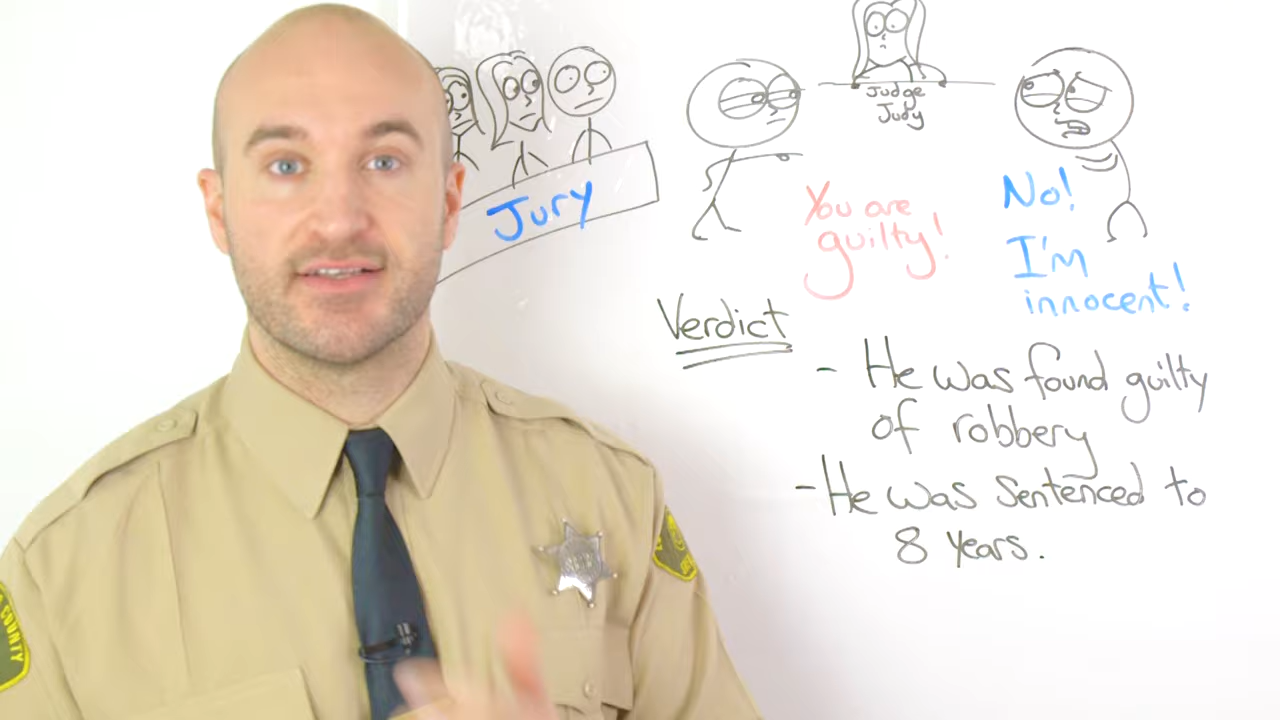 Judge
Judy
Jury
You are
guilty!
No!
I'm
innocent!
Verdict
- He was found guilty
of robbery
- He was sentenced to
8 years.
COUNTY